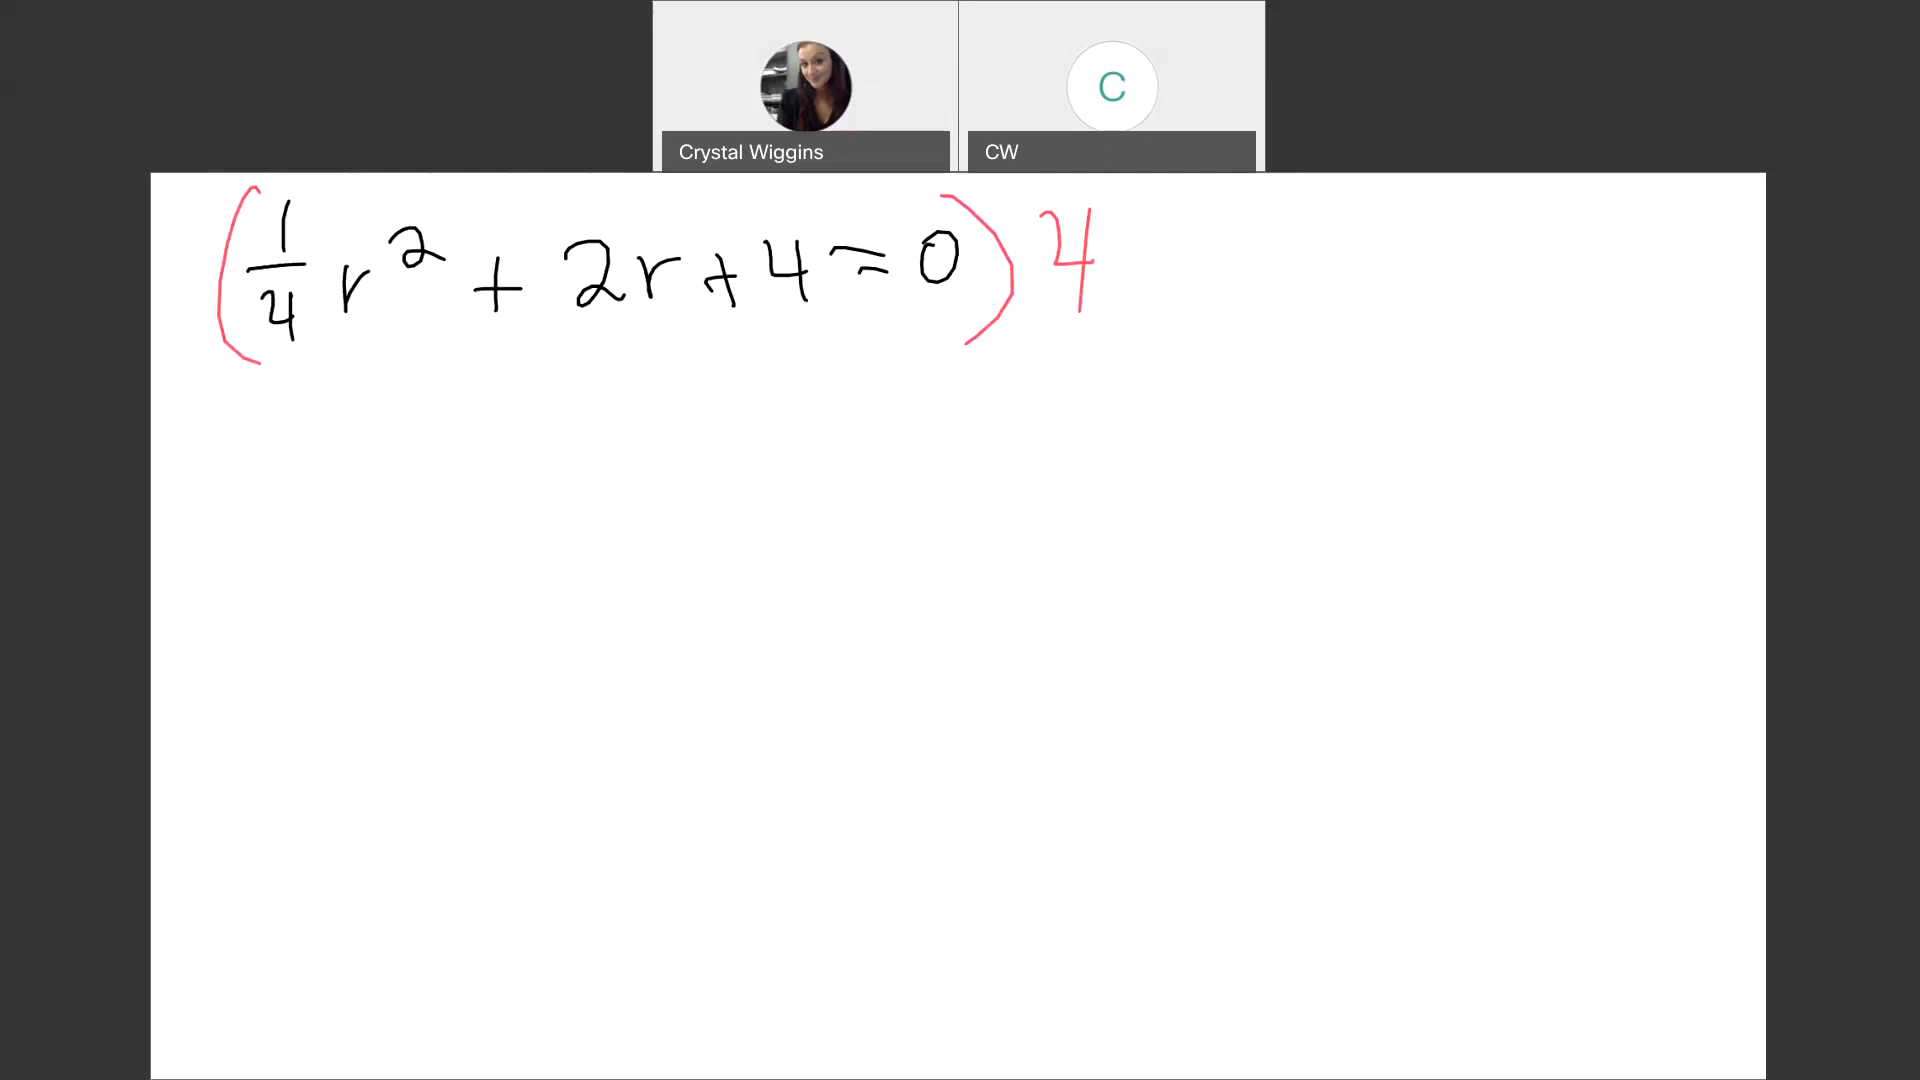 C
Crystal Wiggins
CW
(1/4 r² + 2r + 4 = 0) 4